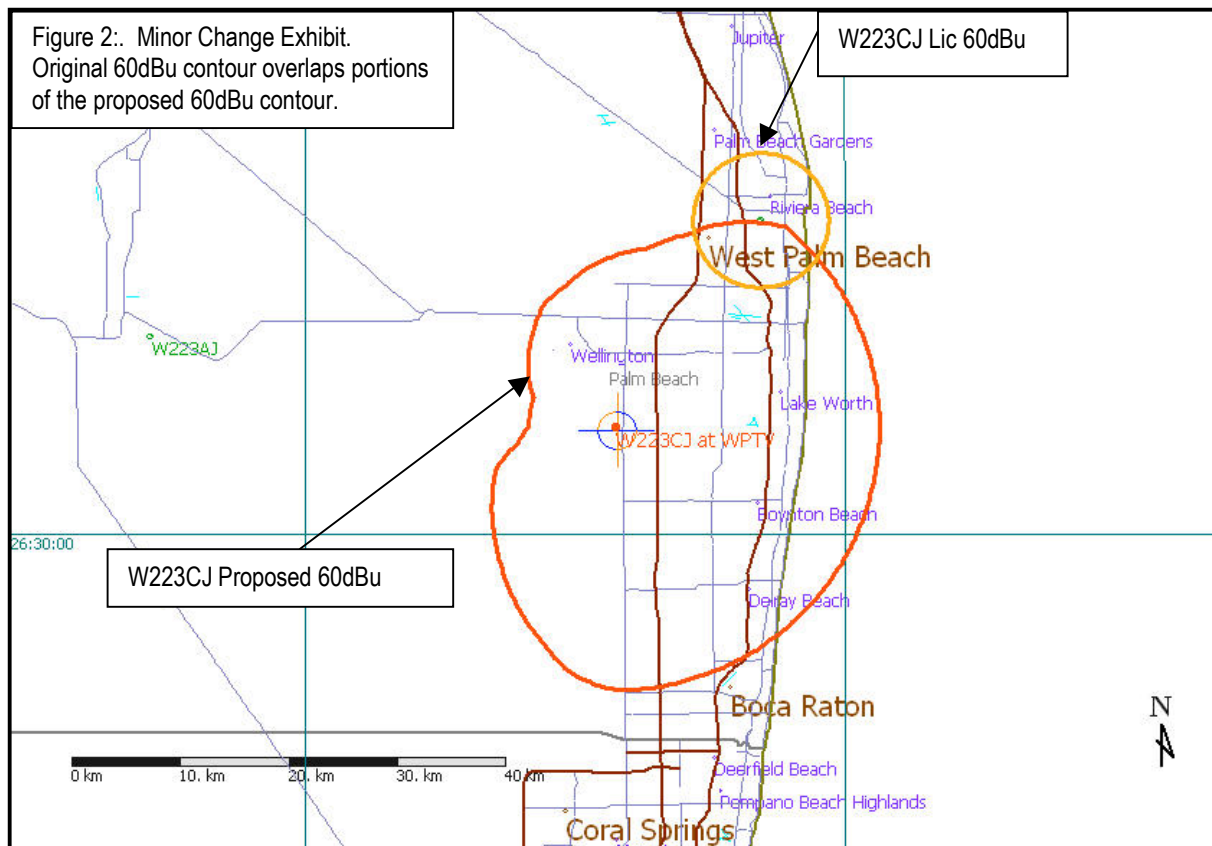 Figure 2:. Minor Change Exhibit.
Original 60dBu contour overlaps portions
of the proposed 60dBu contour.
W223CJ Lic 60dBu
Jupiter
Palm Beach Gardens
Riviera Beach
West Palm Beach
W223AJ
Wellington
Palm Beach
Lake Worth
W223CJ at WPTV
Boynton Beach
26:30:00
W223CJ Proposed 60dBu
Delray Beach
Boca Raton
N
0 km 10. km 20. km 30. km 40 km
Deerfield Beach
Pompano Beach Highlands
Coral Springs